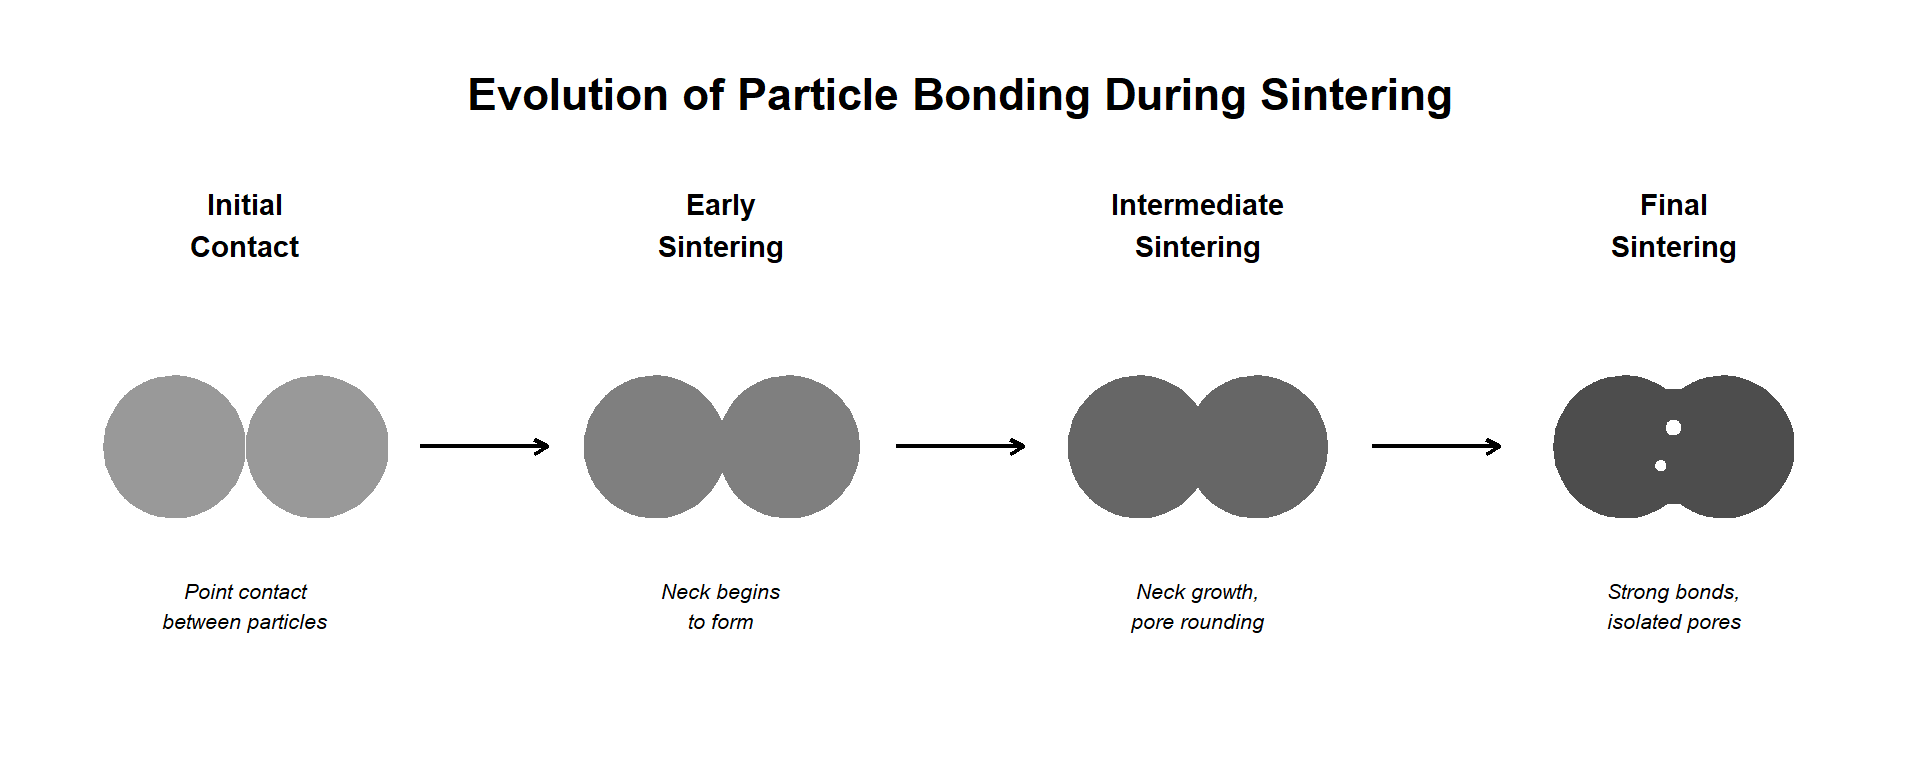 Evolution of Particle Bonding During Sintering
Initial
Contact
Early
Sintering
Intermediate
Sintering
Final
Sintering
Point contact
between particles
Neck begins
to form
Neck growth,
pore rounding
Strong bonds,
isolated pores